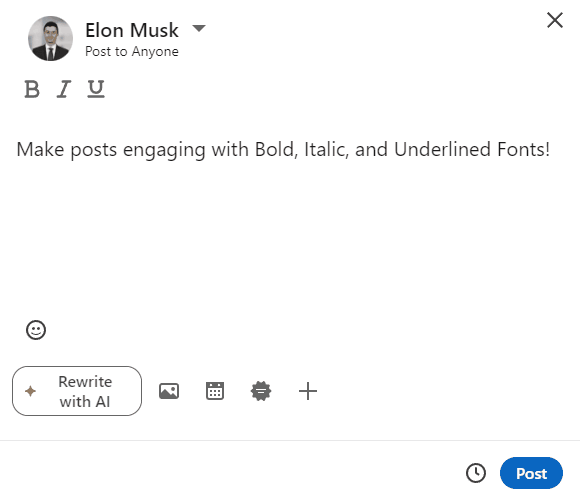 Elon Musk
Post to Anyone
B I U
Make posts engaging with Bold, Italic, and Underlined Fonts!
Rewrite
with AI
Post